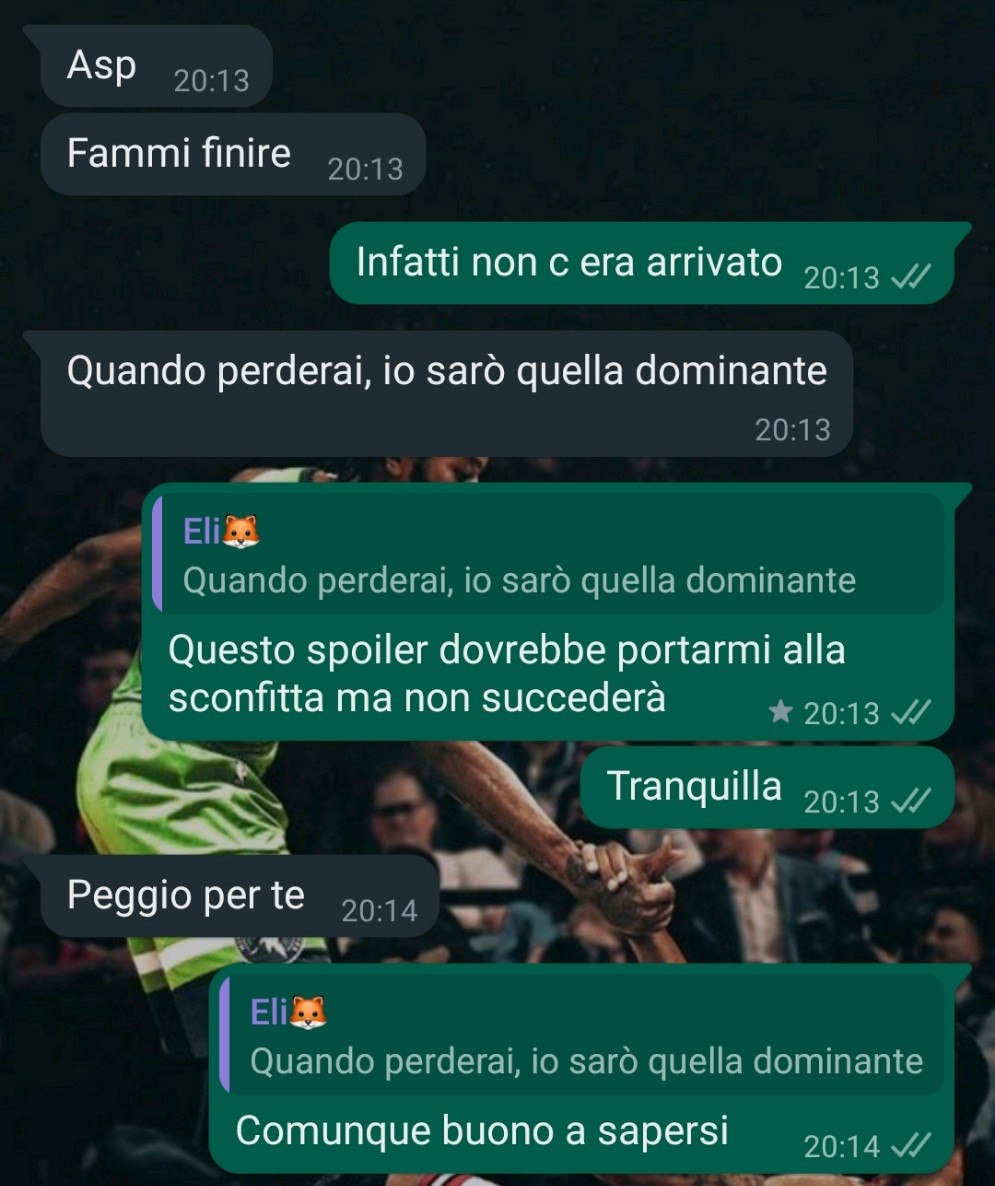 Asp 20:13
Fammi finire 20:13
Infatti non c era arrivato 20:13
Quando perderai, io sarò quella dominante
20:13
Eli🦊
Quando perderai, io sarò quella dominante
Questo spoiler dovrebbe portarmi alla
sconfitta ma non succederà 20:13
Tranquilla 20:13
Peggio per te 20:14
Eli🦊
Quando perderai, io sarò quella dominante
Comunque buono a sapersi 20:14